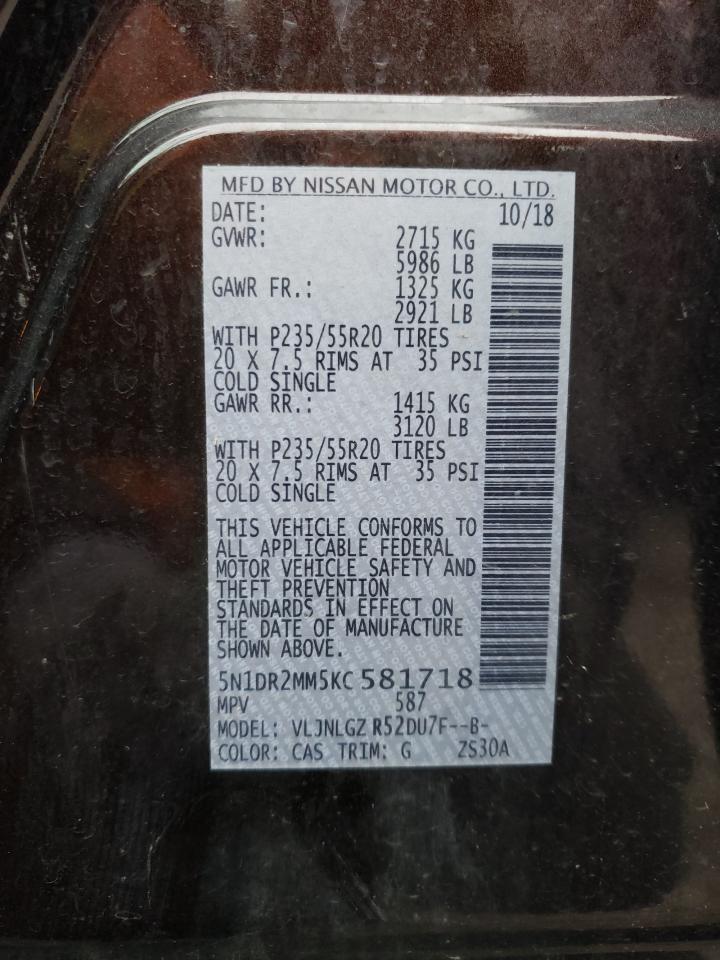 MFD BY NISSAN MOTOR CO., LTD.
DATE: 10/18
GVWR: 2715 KG
5986 LB
GAWR FR.: 1325 KG
2921 LB
WITH P235/55R20 TIRES
20 X 7.5 RIMS AT 35 PSI
COLD SINGLE
GAWR RR.: 1415 KG
3120 LB
WITH P235/55R20 TIRES
20 X 7.5 RIMS AT 35 PSI
COLD SINGLE
THIS VEHICLE CONFORMS TO
ALL APPLICABLE FEDERAL
MOTOR VEHICLE SAFETY AND
THEFT PREVENTION
STANDARDS IN EFFECT ON
THE DATE OF MANUFACTURE
SHOWN ABOVE.
5N1DR2MM5KC 581718
MPV 587
MODEL: VLJNLGZ R52DU7F--B-
COLOR: CAS TRIM: G ZS30A